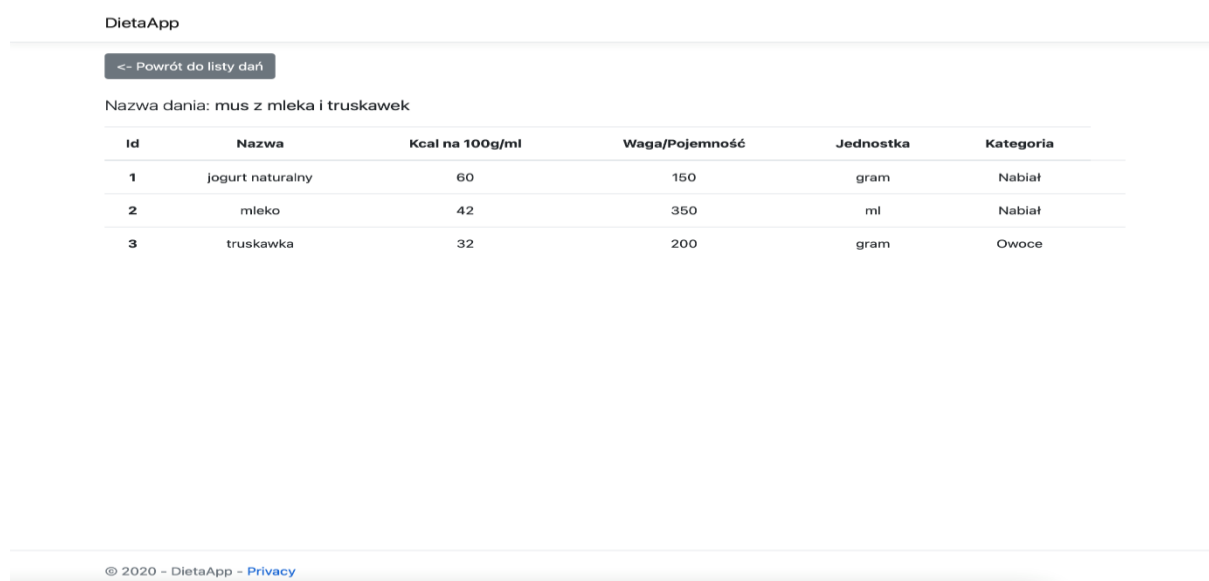 DietaApp
<- Powrót do listy dań
Nazwa dania: mus z mleka i truskawek
Id Nazwa Kcal na 100g/ml Waga/Pojemność Jednostka Kategoria
1 jogurt naturalny 60 150 gram Nabiał
2 mleko 42 350 ml Nabiał
3 truskawka 32 200 gram Owoce
© 2020 - DietaApp - Privacy